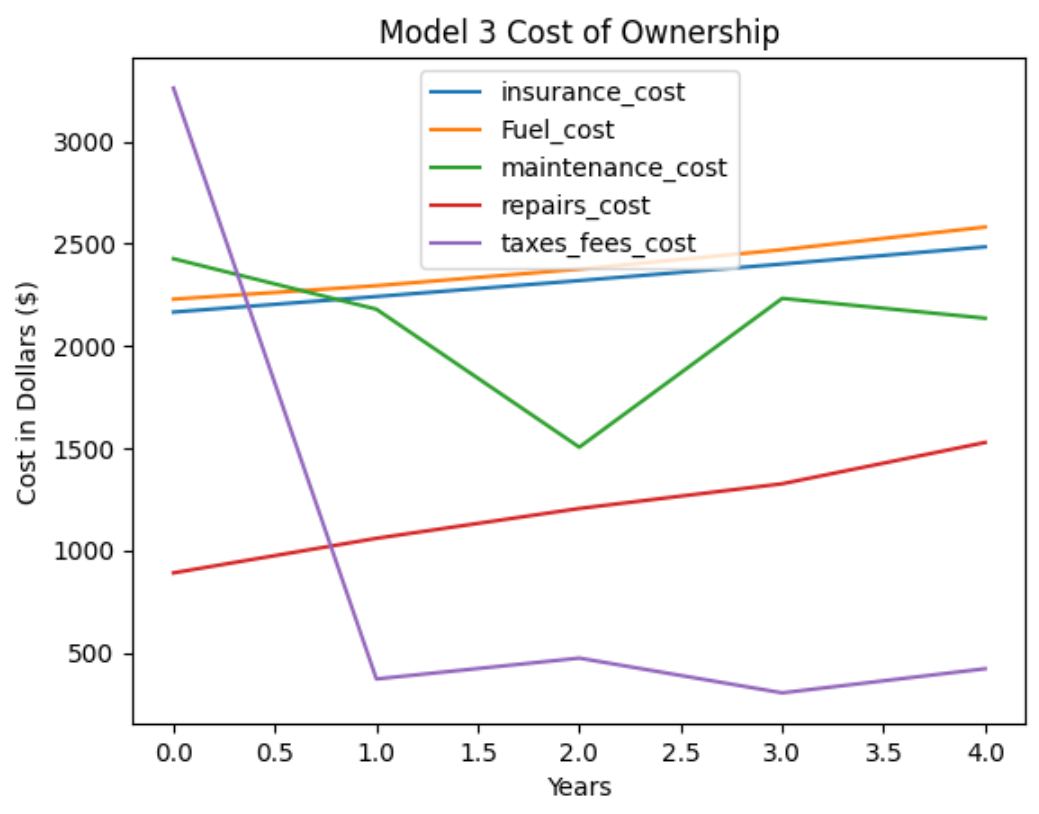 Model 3 Cost of Ownership
insurance_cost
Fuel_cost
maintenance_cost
repairs_cost
taxes_fees_cost
Cost in Dollars ($)
3000
2500
2000
1500
1000
500
0.0 0.5 1.0 1.5 2.0 2.5 3.0 3.5 4.0
Years